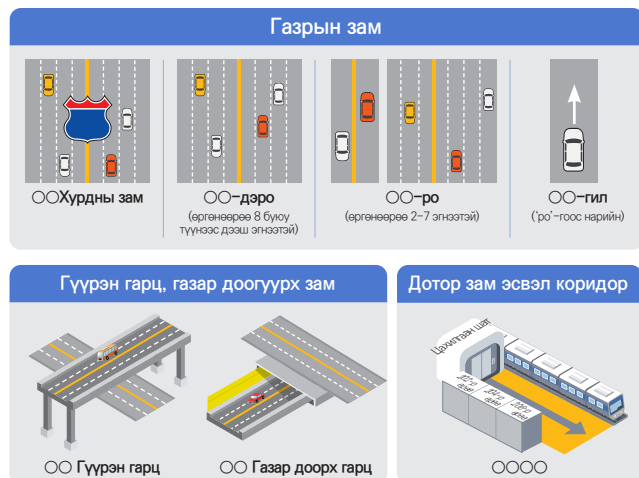 Газрын зам
○○Хурдны зам
○○-дэро
(өргөнөөрөө 8 буюу
түүнээс дээш эгнээтэй)
○○-ро
(өргөнөөрөө 2-7 эгнээтэй)
○○-гил
('ро'-гоос нарийн)
Гүүрэн гарц, газар доогуурх зам
○○ Гүүрэн гарц
○○ Газар доорх гарц
Дотор зам эсвэл коридор
Цахилгаан шат
○○○○